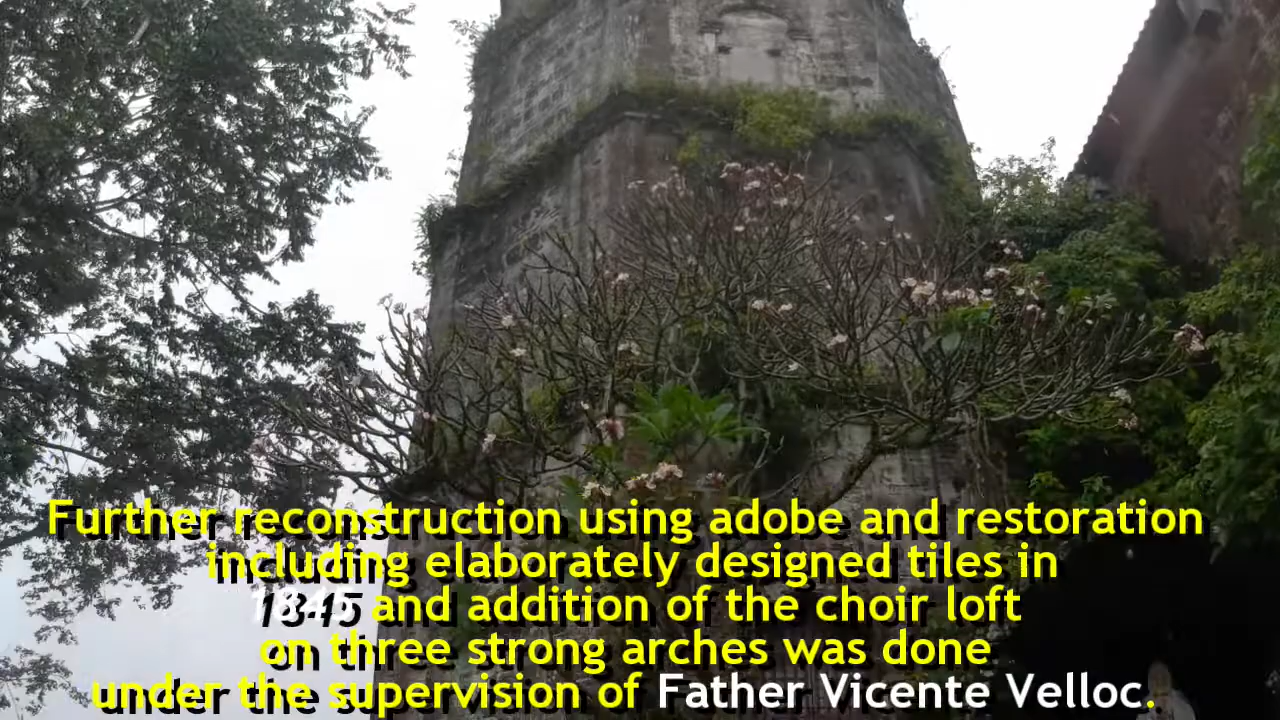 Further reconstruction using adobe and restoration
including elaborately designed tiles in
1845 and addition of the choir loft
on three strong arches was done
under the supervision of Father Vicente Velloc.